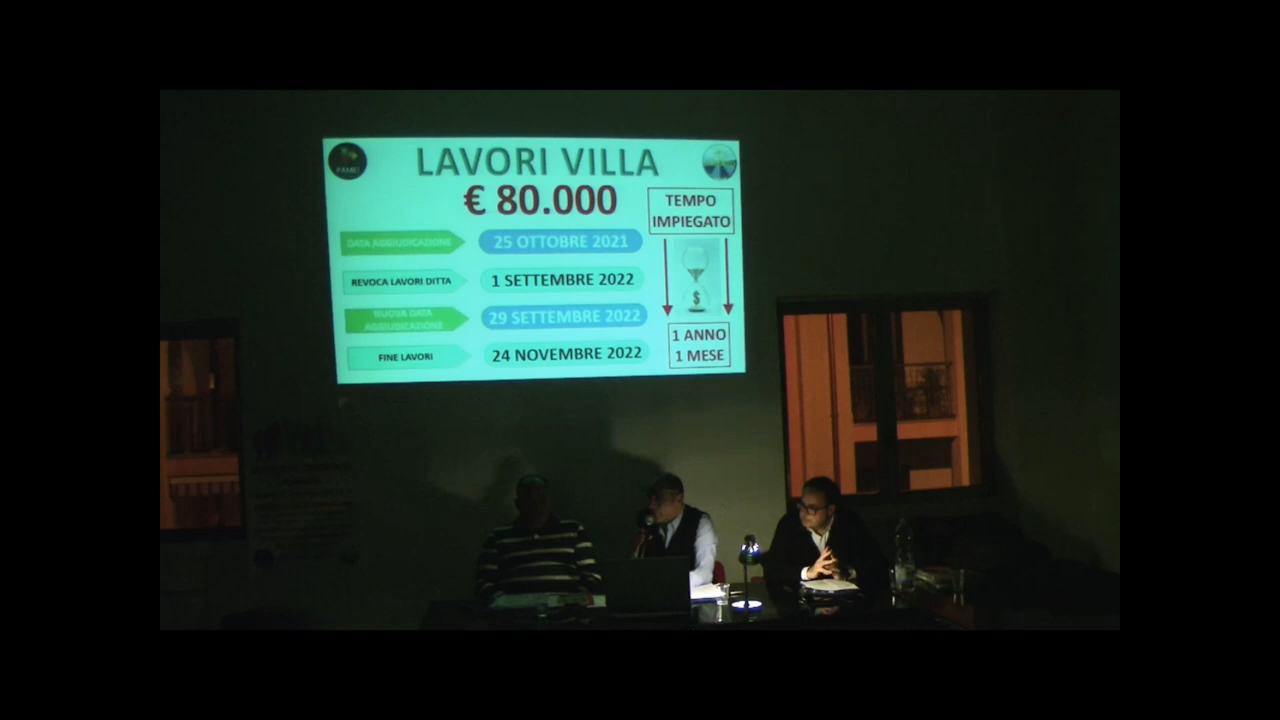 LAVORI VILLA
€ 80.000
TEMPO
IMPIEGATO
DATA AGGIUDICAZIONE
25 OTTOBRE 2021
REVOCA LAVORI DITTA
1 SETTEMBRE 2022
NUOVA DATA
AGGIUDICAZIONE
29 SETTEMBRE 2022
FINE LAVORI
24 NOVEMBRE 2022
$
1 ANNO
1 MESE